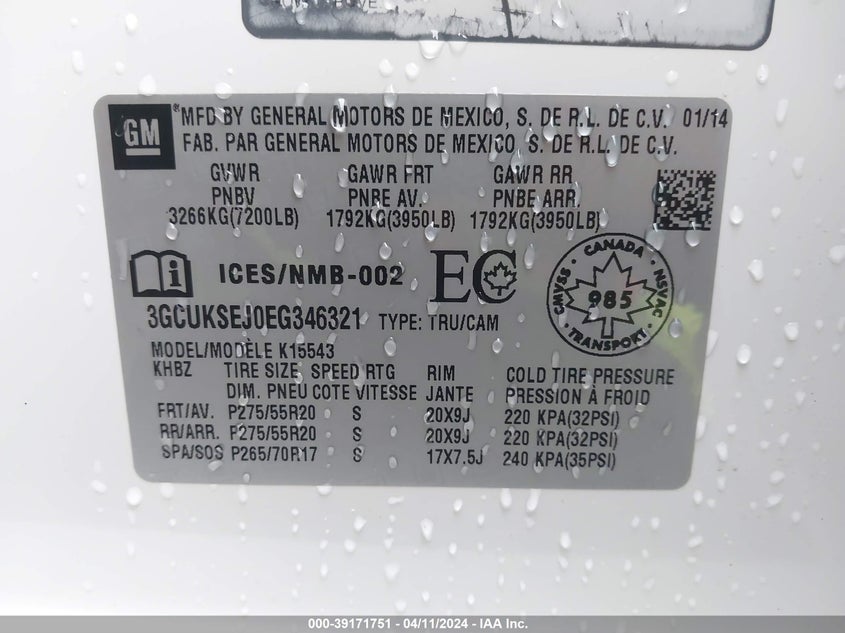 GM
MFD BY GENERAL MOTORS DE MEXICO, S. DE R.L. DE C.V. 01/14
FAB. PAR GENERAL MOTORS DE MEXICO, S. DE R.L. DE C.V.
GVWR GAWR FRT GAWR RR
PNBV PNBE AV. PNBE ARR.
3266KG(7200LB) 1792KG(3950LB) 1792KG(3950LB)
i ICES/NMB-002 EC
CANADA
CMVSS 985 NSVAC
TRANSPORT
3GCUKSEJ0EG346321 TYPE: TRU/CAM
MODEL/MODÈLE K15543
KHBZ TIRE SIZE SPEED RTG RIM COLD TIRE PRESSURE
DIM. PNEU COTE VITESSE JANTE PRESSION À FROID
FRT/AV. P275/55R20 S 20X9J 220 KPA(32PSI)
RR/ARR. P275/55R20 S 20X9J 220 KPA(32PSI)
SPA/SOS P265/70R17 S 17X7.5J 240 KPA(35PSI)
000-39171751 - 04/11/2024 - IAA Inc.